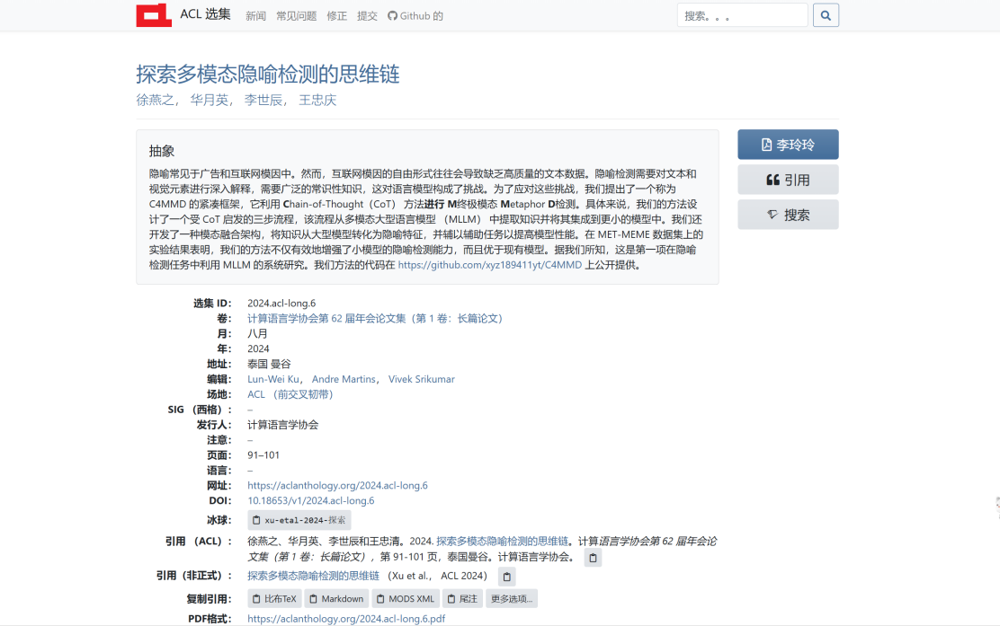 ACL 选集 新闻 常见问题 修正 提交 Github 的 搜索。。。
探索多模态隐喻检测的思维链
徐燕之， 华月英， 李世辰， 王忠庆
抽象
隐喻常见于广告和互联网模因中。然而，互联网模因的自由形式往往会导致缺乏高质量的文本数据。隐喻检测需要对文本和
视觉元素进行深入解释，需要广泛的常识性知识，这对语言模型构成了挑战。为了应对这些挑战，我们提出了一个称为
C4MMD 的紧凑框架，它利用 Chain-of-Thought（CoT） 方法进行 M终极模态 Metaphor D检测。具体来说，我们的方法设
计了一个受 CoT 启发的三步流程，该流程从多模态大型语言模型 （MLLM） 中提取知识并将其集成到更小的模型中。我们还
开发了一种模态融合架构，将知识从大型模型转化为隐喻特征，并辅以辅助任务以提高模型性能。在 MET-MEME 数据集上的
实验结果表明，我们的方法不仅有效地增强了小模型的隐喻检测能力，而且优于现有模型。据我们所知，这是第一项在隐喻
检测任务中利用 MLLM 的系统研究。我们方法的代码在 https://github.com/xyz189411yt/C4MMD 上公开提供。
李玲玲
引用
搜索
选集 ID： 2024.acl-long.6
卷： 计算语言学协会第 62 届年会论文集（第 1 卷：长篇论文）
月： 八月
年： 2024
地址： 泰国 曼谷
编辑： Lun-Wei Ku， Andre Martins， Vivek Srikumar
场地： ACL （前交叉韧带）
SIG （西格）： –
发行人： 计算语言学协会
注意： –
页面： 91–101
语言： –
网址： https://aclanthology.org/2024.acl-long.6
DOI： 10.18653/v1/2024.acl-long.6
冰球： xu-etal-2024-探索
引用 （ACL）： 徐燕之、华月英、李世辰和王忠清。2024. 探索多模态隐喻检测的思维链。计算语言学协会第 62 届年会论
文集（第 1 卷：长篇论文），第 91-101 页，泰国曼谷。计算语言学协会。
引用（非正式）： 探索多模态隐喻检测的思维链 （Xu et al.， ACL 2024）
复制引用： 比布TeX Markdown MODS XML 尾注 更多选项...
PDF格式： https://aclanthology.org/2024.acl-long.6.pdf